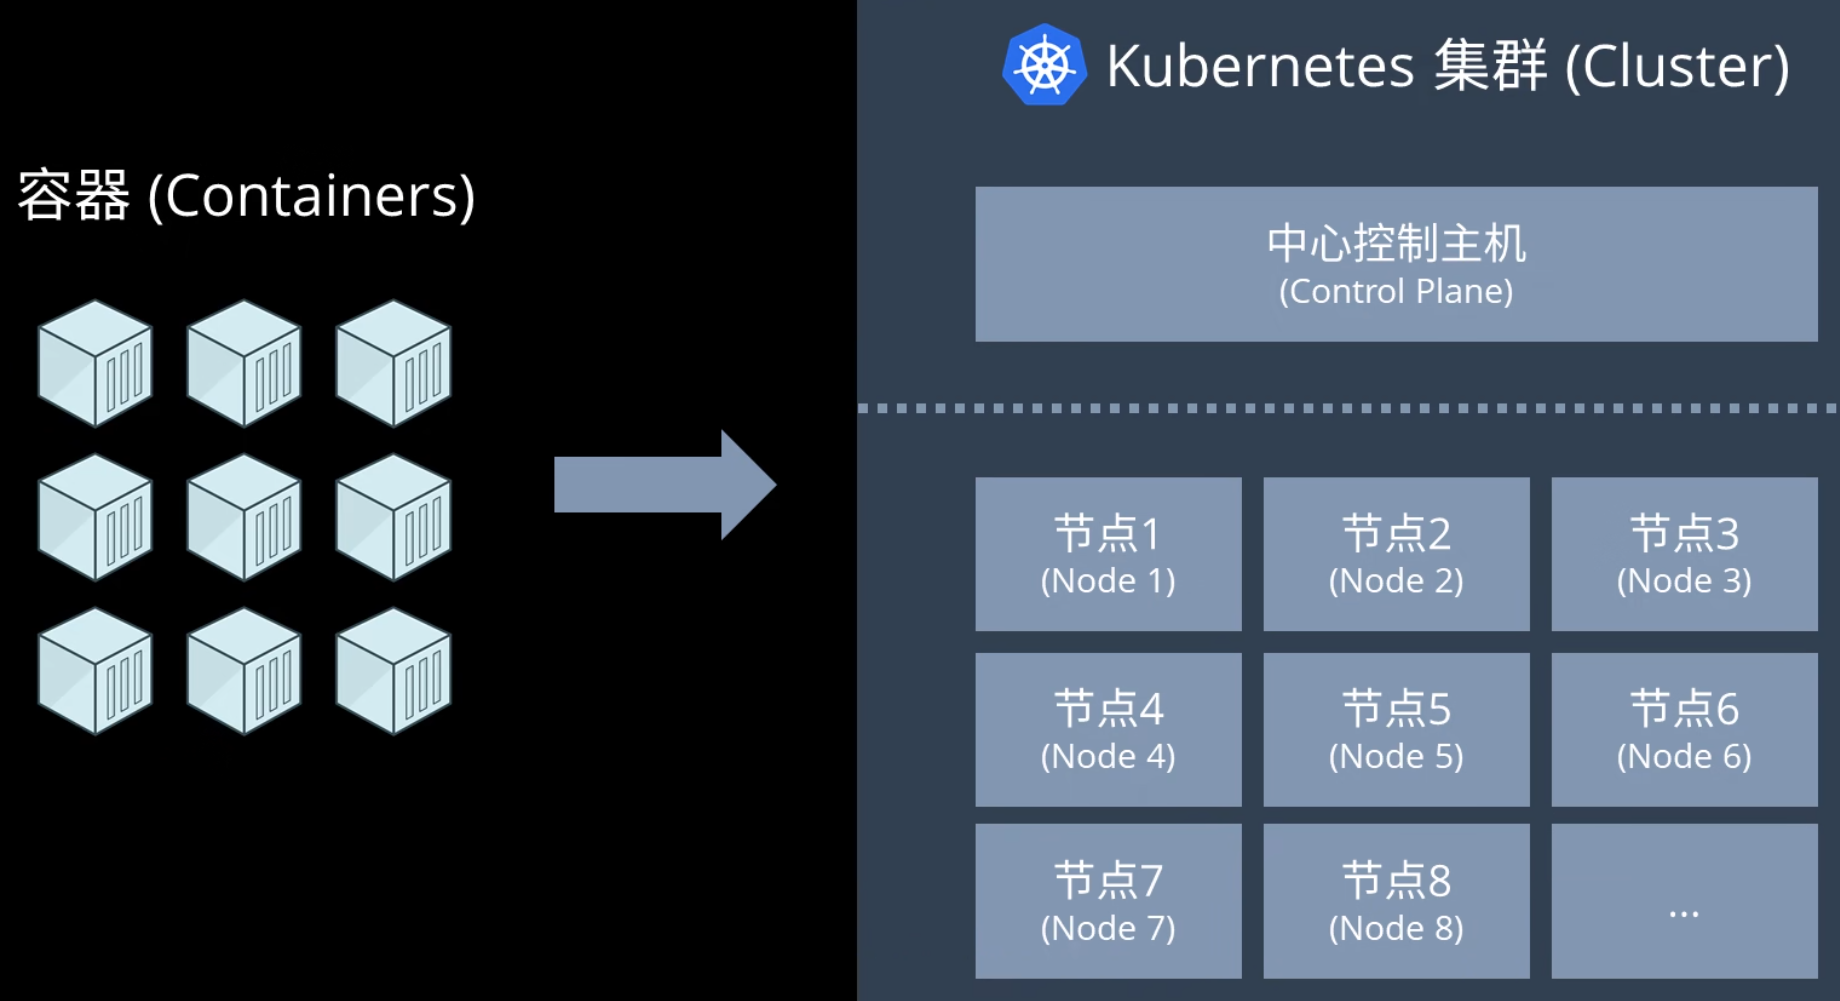 容器 (Containers)
Kubernetes 集群 (Cluster)
中心控制主机
(Control Plane)
节点1
(Node 1)
节点2
(Node 2)
节点3
(Node 3)
节点4
(Node 4)
节点5
(Node 5)
节点6
(Node 6)
节点7
(Node 7)
节点8
(Node 8)
...